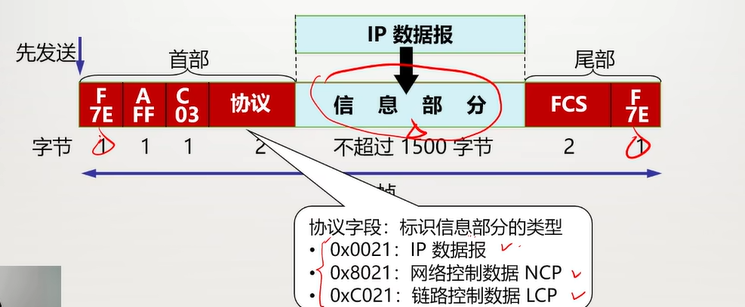 IP 数据报
先发送
首部
尾部
F
7E
A
FF
C
03
协议
信 息 部 分
FCS
F
7E
字节
1
1
1
2
不超过 1500 字节
2
1
协议字段：标识信息部分的类型
• 0x0021：IP 数据报
• 0x8021：网络控制数据 NCP
• 0xC021：链路控制数据 LCP